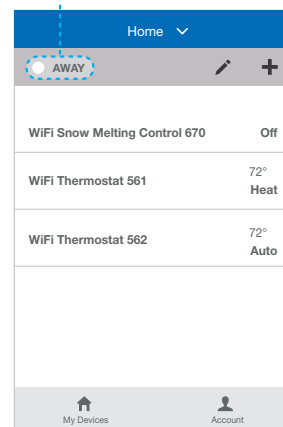 Home
AWAY
WiFi Snow Melting Control 670 Off
WiFi Thermostat 561 72°
Heat
WiFi Thermostat 562 72°
Auto
My Devices Account